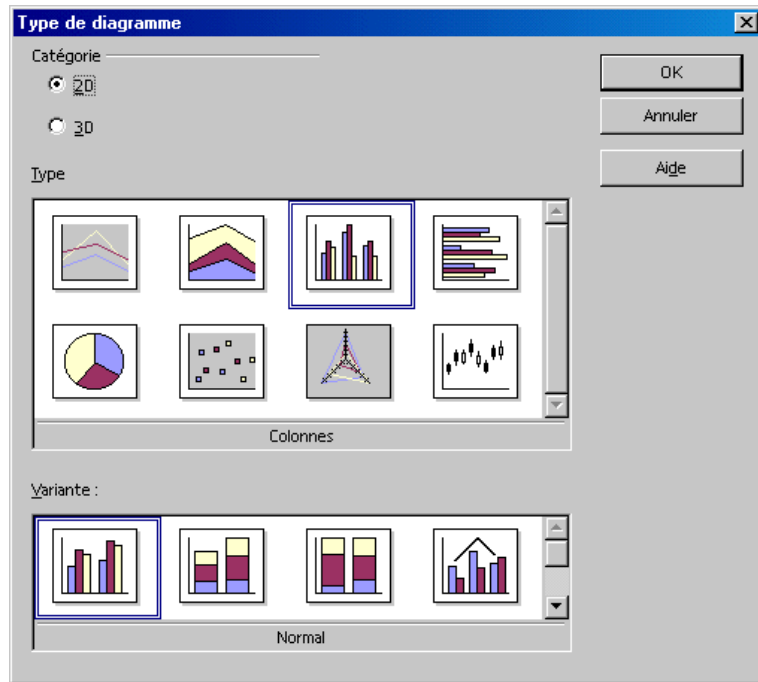 Type de diagramme
Catégorie
2D
3D
OK
Annuler
Aide
Type
Colonnes
Variante :
Normal